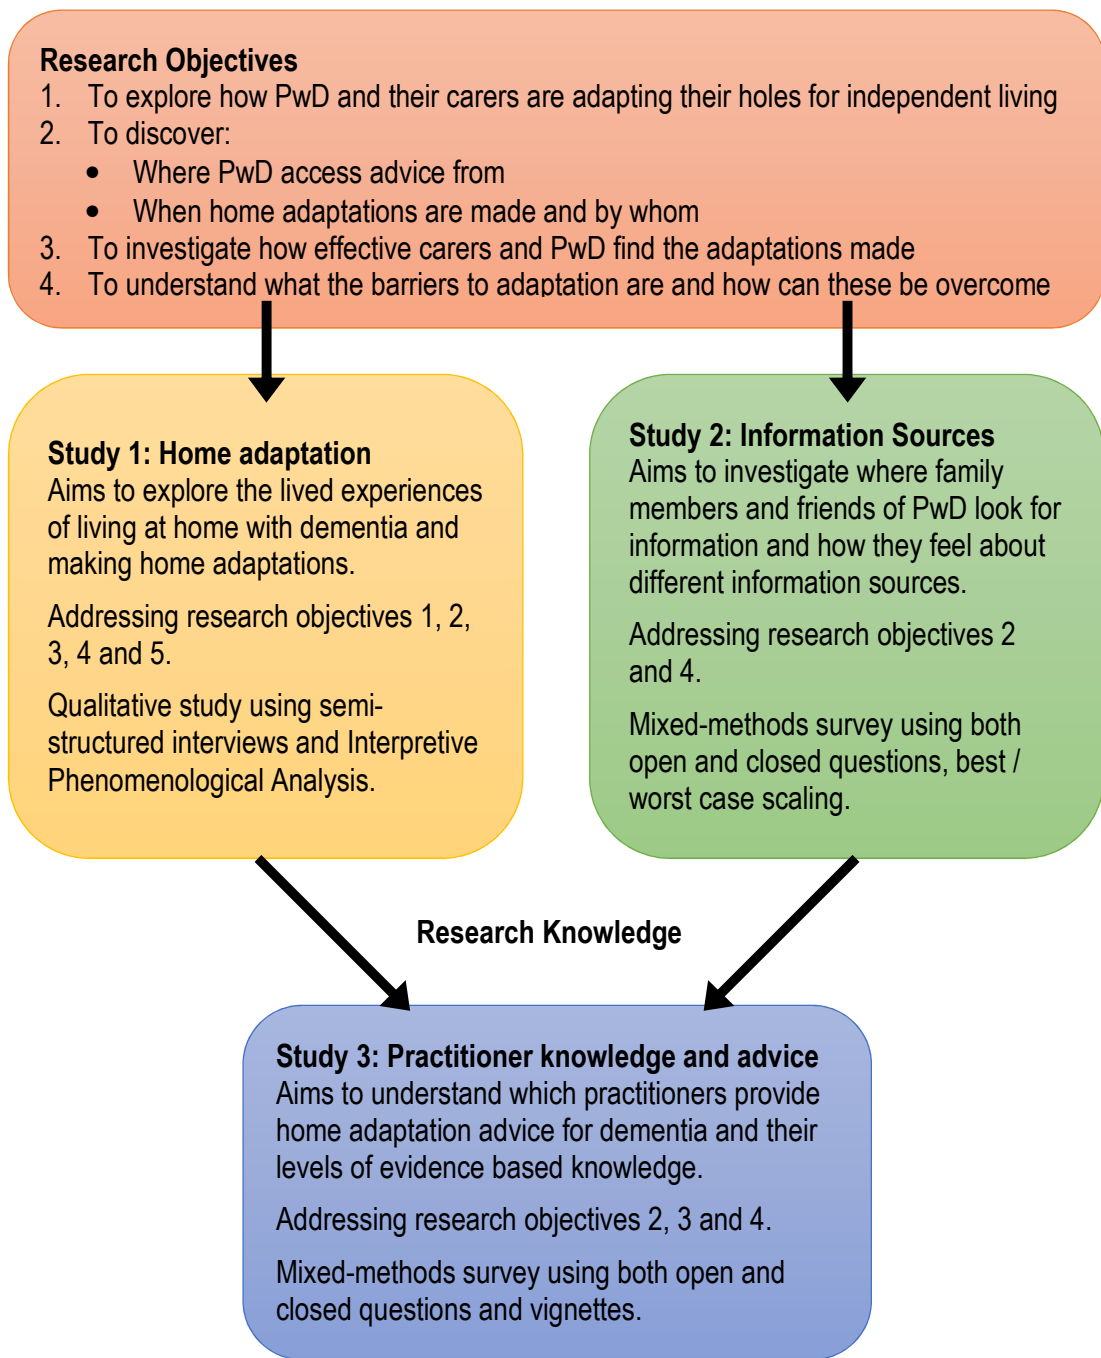 Research Objectives
1. To explore how PwD and their carers are adapting their holes for independent living
2. To discover:
• Where PwD access advice from
• When home adaptations are made and by whom
3. To investigate how effective carers and PwD find the adaptations made
4. To understand what the barriers to adaptation are and how can these be overcome
Study 1: Home adaptation
Aims to explore the lived experiences
of living at home with dementia and
making home adaptations.
Addressing research objectives 1, 2,
3, 4 and 5.
Qualitative study using semi-
structured interviews and Interpretive
Phenomenological Analysis.
Study 2: Information Sources
Aims to investigate where family
members and friends of PwD look for
information and how they feel about
different information sources.
Addressing research objectives 2
and 4.
Mixed-methods survey using both
open and closed questions, best /
worst case scaling.
Research Knowledge
Study 3: Practitioner knowledge and advice
Aims to understand which practitioners provide
home adaptation advice for dementia and their
levels of evidence based knowledge.
Addressing research objectives 2, 3 and 4.
Mixed-methods survey using both open and
closed questions and vignettes.